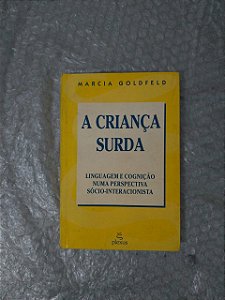 MARCIA GOLDFELD
A CRIANÇA
SURDA
LINGUAGEM E COGNIÇÃO
NUMA PERSPECTIVA
SÓCIO-INTERACIONISTA
plexus